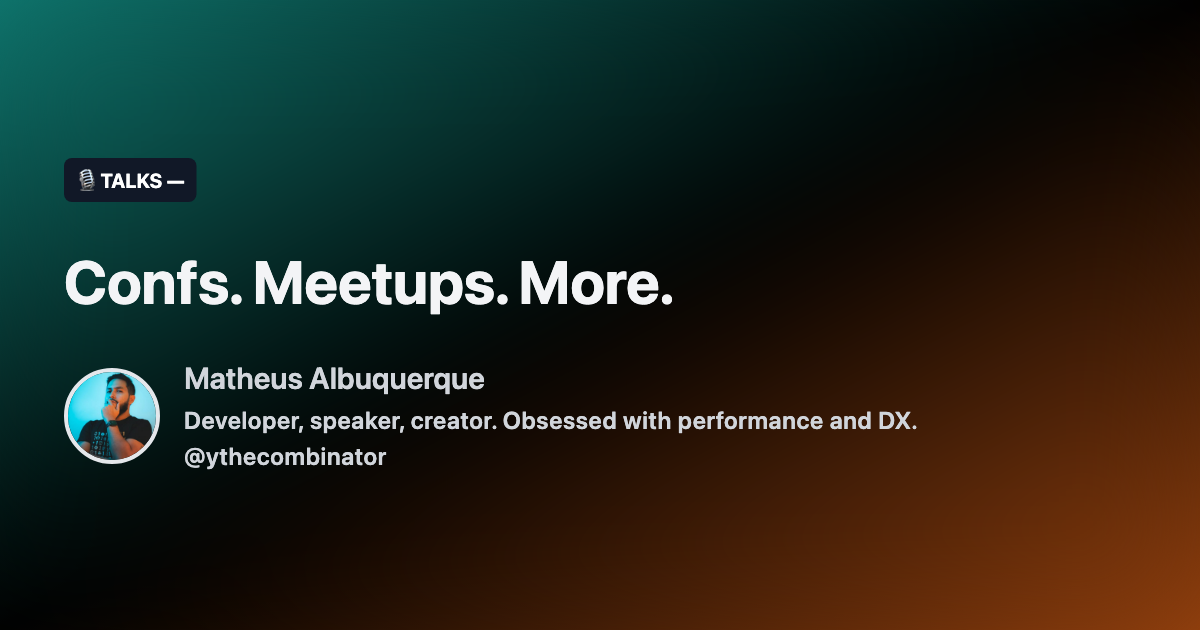 🎙 TALKS —
Confs. Meetups. More.
Matheus Albuquerque
Developer, speaker, creator. Obsessed with performance and DX.
@ythecombinator